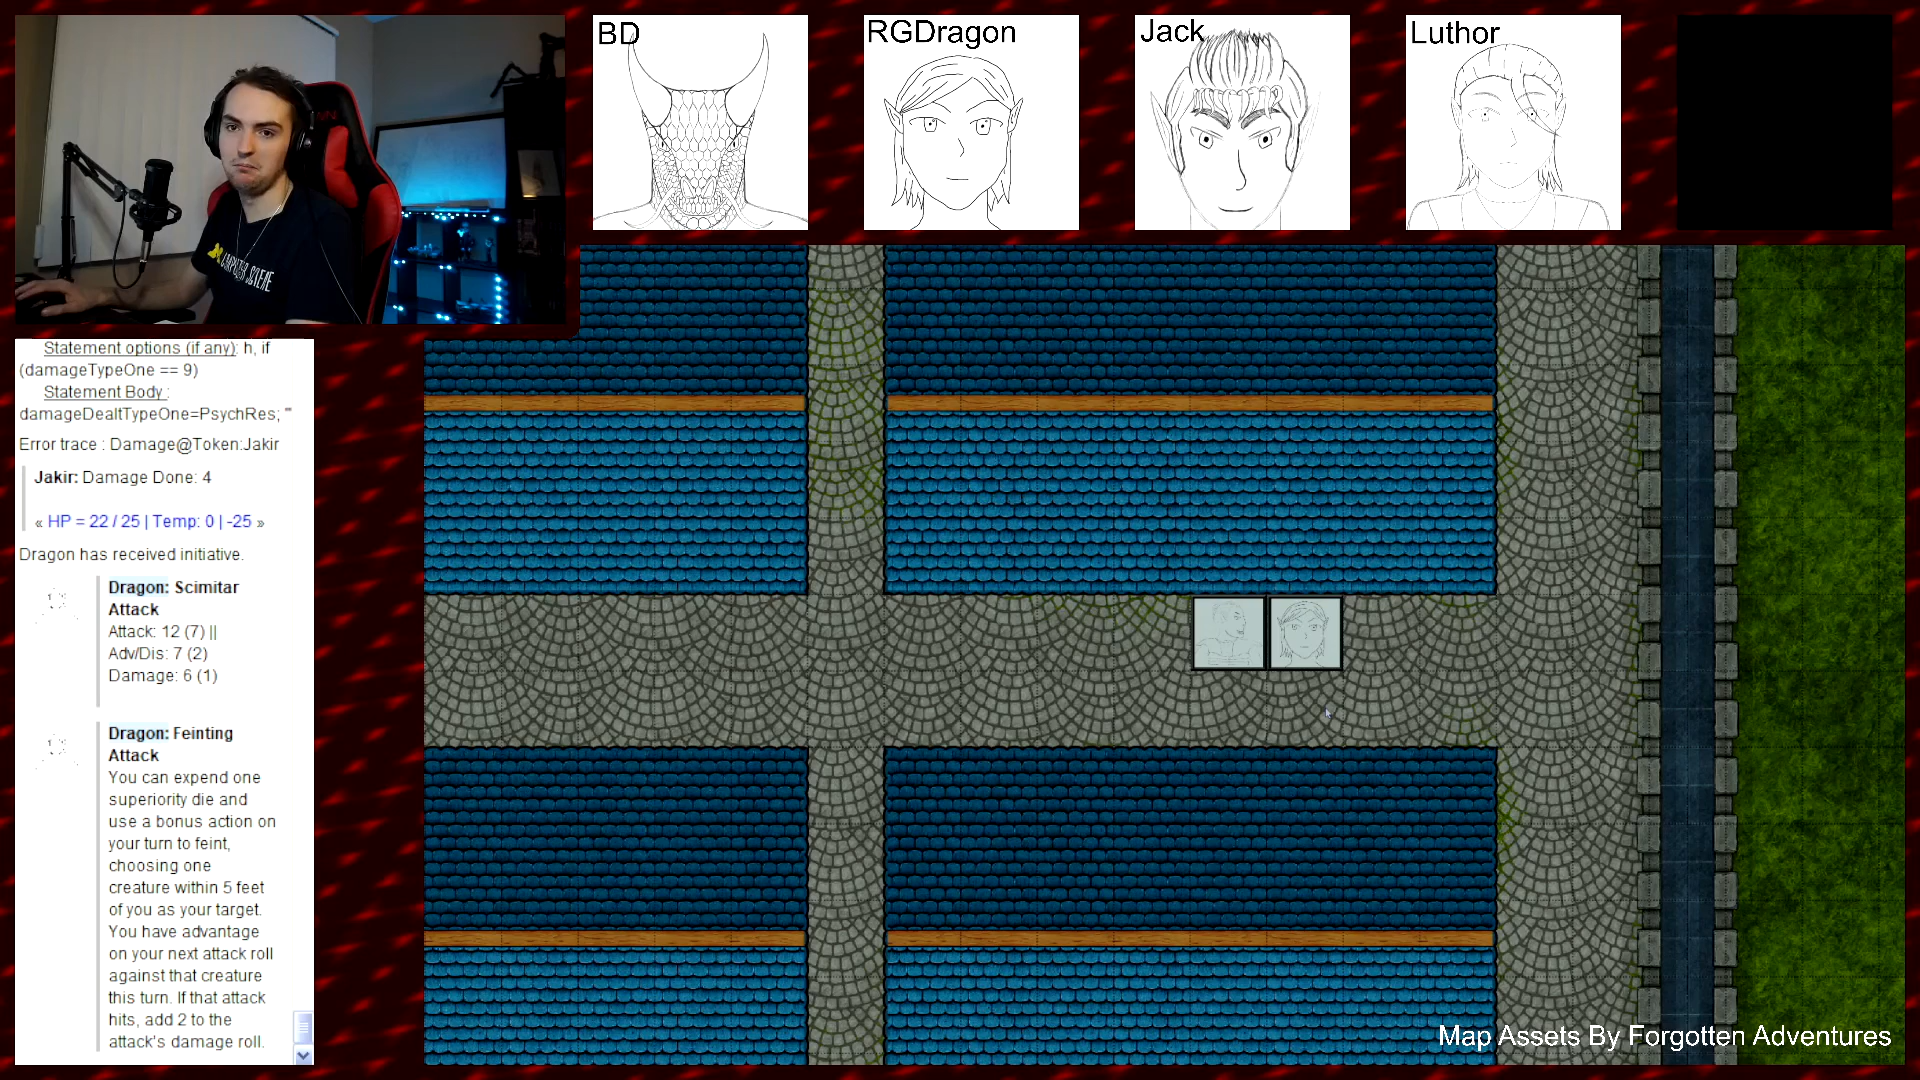 BD
RGDragon
Jack
Luthor
Statement options (if any): h, if
(damageTypeOne == 9)
Statement Body :
damageDealtTypeOne=PsychRes; "'
Error trace : Damage@Token:Jakir
Jakir: Damage Done: 4
« HP = 22 / 25 | Temp: 0 | -25 »
Dragon has received initiative.
Dragon: Scimitar
Attack
Attack: 12 (7) ||
Adv/Dis: 7 (2)
Damage: 6 (1)
Dragon: Feinting
Attack
You can expend one
superiority die and
use a bonus action on
your turn to feint,
choosing one
creature within 5 feet
of you as your target.
You have advantage
on your next attack roll
against that creature
this turn. If that attack
hits, add 2 to the
attack's damage roll.
Map Assets By Forgotten Adventures